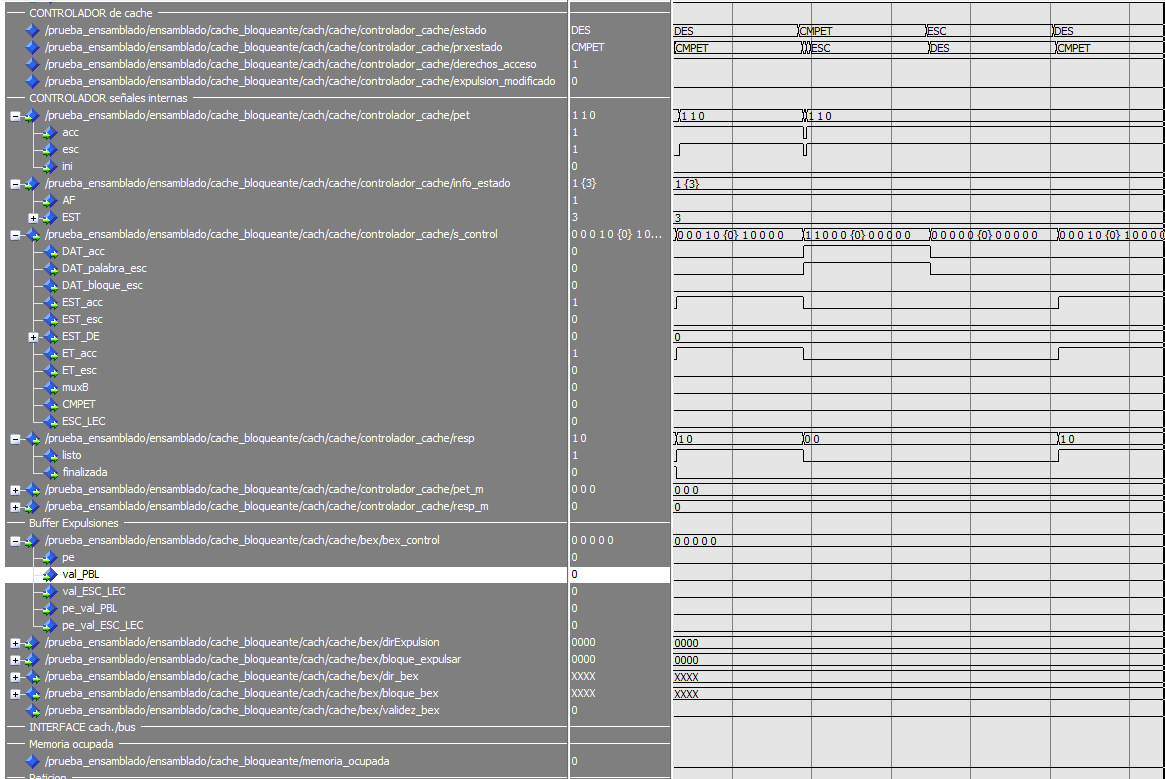 CONTROLADOR de cache
/prueba_ensamblado/ensamblado/cache_bloqueante/cach/cache/controlador_cache/estado DES DES CMPET ESC DES
/prueba_ensamblado/ensamblado/cache_bloqueante/cach/cache/controlador_cache/prxestado CMPET CMPET ESC DES CMPET
/prueba_ensamblado/ensamblado/cache_bloqueante/cach/cache/controlador_cache/derechos_acceso 1
/prueba_ensamblado/ensamblado/cache_bloqueante/cach/cache/controlador_cache/expulsion_modificado 0
CONTROLADOR señales internas
/prueba_ensamblado/ensamblado/cache_bloqueante/cach/cache/controlador_cache/pet 1 1 0 1 1 0 1 1 0
acc 1
esc 1
ini 0
/prueba_ensamblado/ensamblado/cache_bloqueante/cach/cache/controlador_cache/info_estado 1 {3} 1 {3}
AF 1
EST 3 3
/prueba_ensamblado/ensamblado/cache_bloqueante/cach/cache/controlador_cache/s_control 0 0 0 1 0 {0} 1 0... 0 0 0 1 0 {0} 1 0 0 0 0 1 1 0 0 0 {0} 0 0 0 0 0 0 0 0 0 0 {0} 0 0 0 0 0 0 0 0 1 0 {0} 1 0 0 0 0
DAT_acc 0
DAT_palabra_esc 0
DAT_bloque_esc 0
EST_acc 1
EST_esc 0
EST_DE 0 0
ET_acc 1
ET_esc 0
muxB 0
CMPET 0
ESC_LEC 0
/prueba_ensamblado/ensamblado/cache_bloqueante/cach/cache/controlador_cache/resp 1 0 1 0 0 0 1 0
listo 1
finalizada 0
/prueba_ensamblado/ensamblado/cache_bloqueante/cach/cache/controlador_cache/pet_m 0 0 0 0 0 0
/prueba_ensamblado/ensamblado/cache_bloqueante/cach/cache/controlador_cache/resp_m 0 0
Buffer Expulsiones
/prueba_ensamblado/ensamblado/cache_bloqueante/cach/cache/bex/bex_control 0 0 0 0 0 0 0 0 0 0
pe 0
val_PBL 0
val_ESC_LEC 0
pe_val_PBL 0
pe_val_ESC_LEC 0
/prueba_ensamblado/ensamblado/cache_bloqueante/cach/cache/bex/dirExpulsion 0000 0000
/prueba_ensamblado/ensamblado/cache_bloqueante/cach/cache/bex/bloque_expulsar 0000 0000
/prueba_ensamblado/ensamblado/cache_bloqueante/cach/cache/bex/dir_bex XXXX XXXX
/prueba_ensamblado/ensamblado/cache_bloqueante/cach/cache/bex/bloque_bex XXXX XXXX
/prueba_ensamblado/ensamblado/cache_bloqueante/cach/cache/bex/validez_bex 0
INTERFACE cach./bus
Memoria ocupada
/prueba_ensamblado/ensamblado/cache_bloqueante/memoria_ocupada 0
Peticion